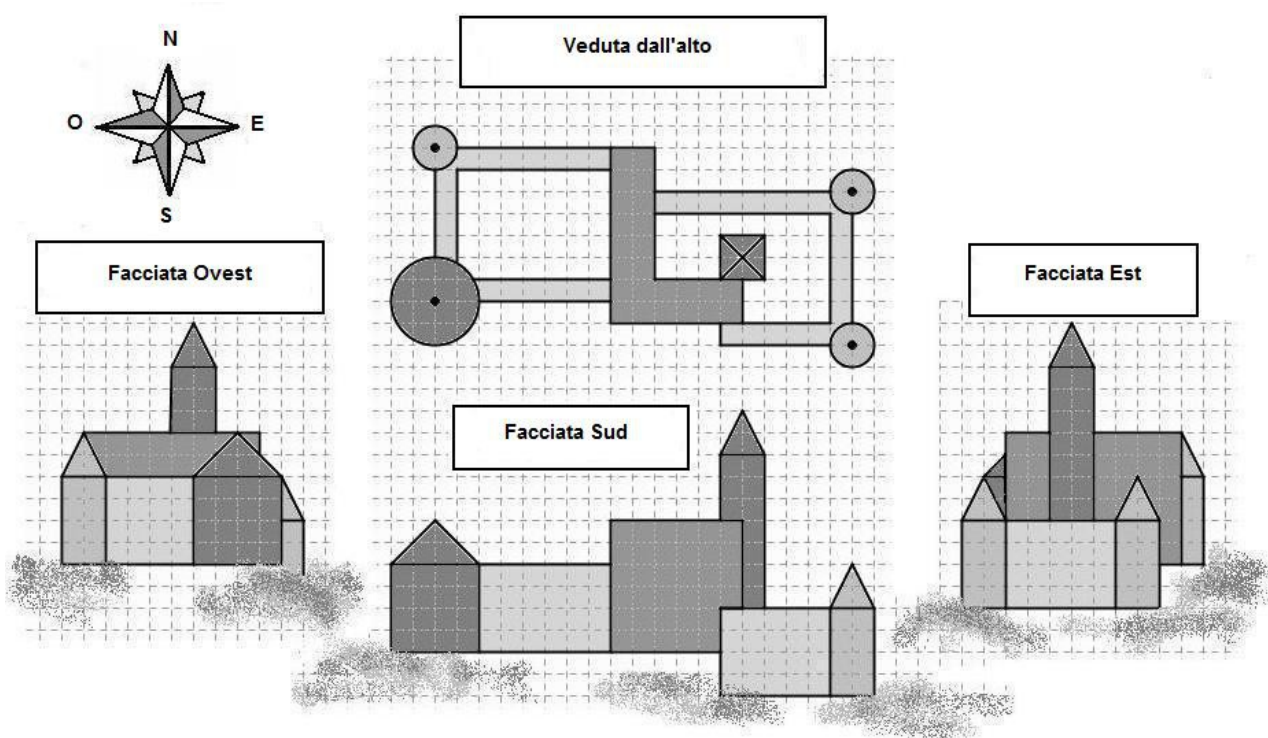 N
Veduta dall'alto
O
E
S
Facciata Ovest
Facciata Est
Facciata Sud